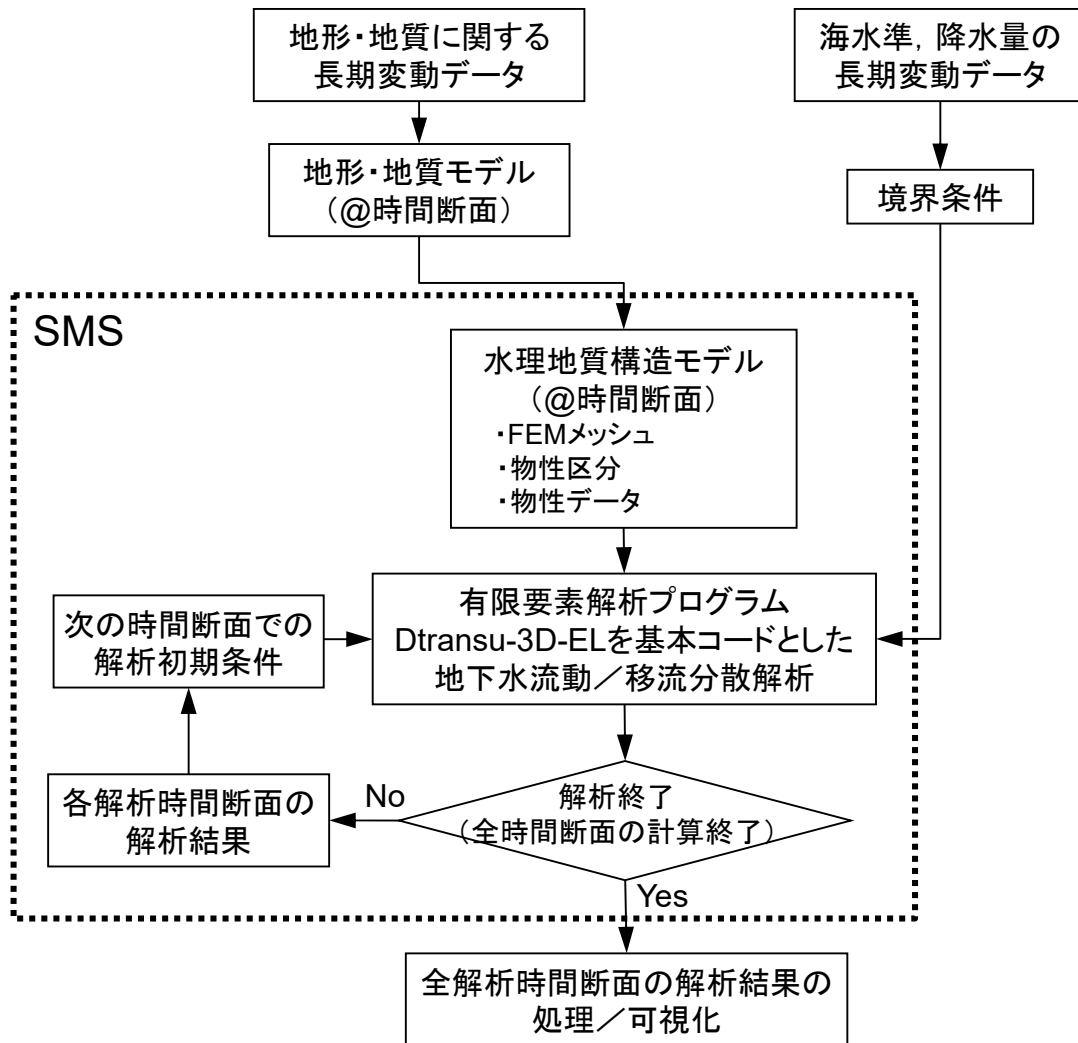 地形・地質に関する
長期変動データ
海水準，降水量の
長期変動データ
地形・地質モデル
（@時間断面）
境界条件
SMS
水理地質構造モデル
（@時間断面）
・FEMメッシュ
・物性区分
・物性データ
有限要素解析プログラム
Dtransu-3D-ELを基本コードとした
地下水流動／移流分散解析
次の時間断面での
解析初期条件
各解析時間断面の
解析結果
No
解析終了
（全時間断面の計算終了）
Yes
全解析時間断面の解析結果の
処理／可視化